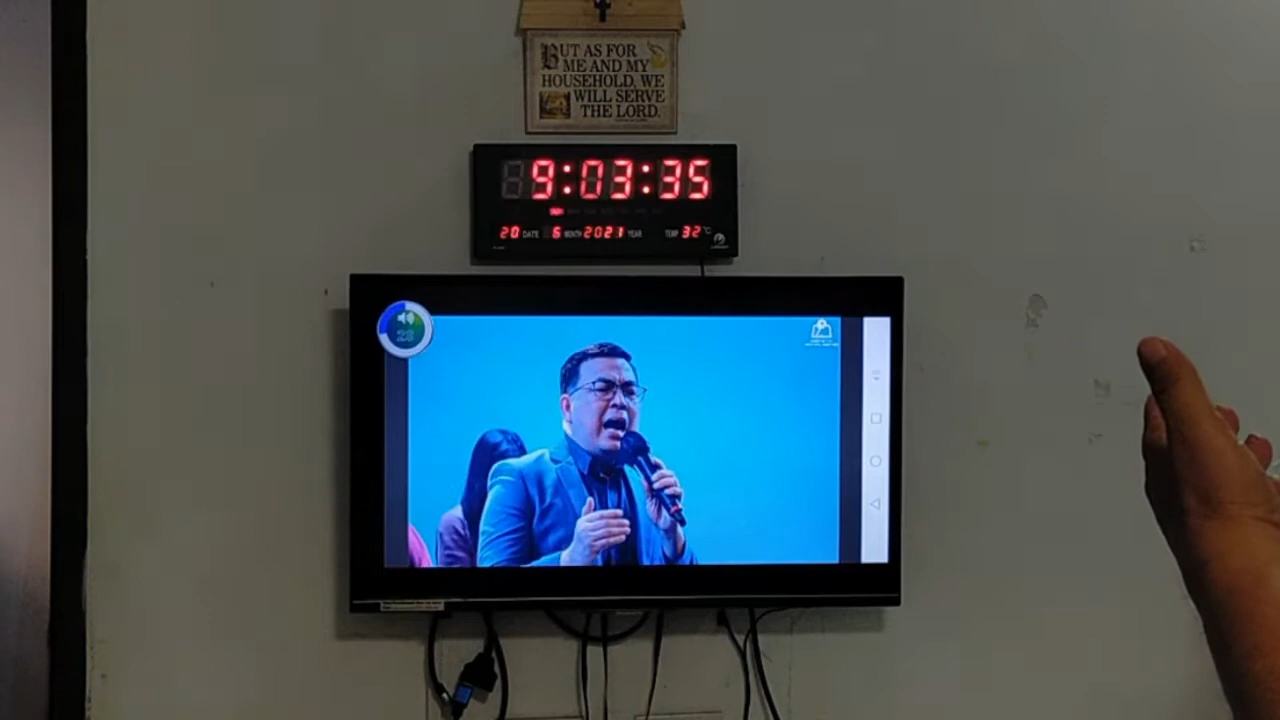 BUT AS FOR
ME AND MY
HOUSEHOLD, WE
WILL SERVE
THE LORD.
9:03:35
20 DATE 6 MONTH 2021 YEAR TEMP 32°C
28